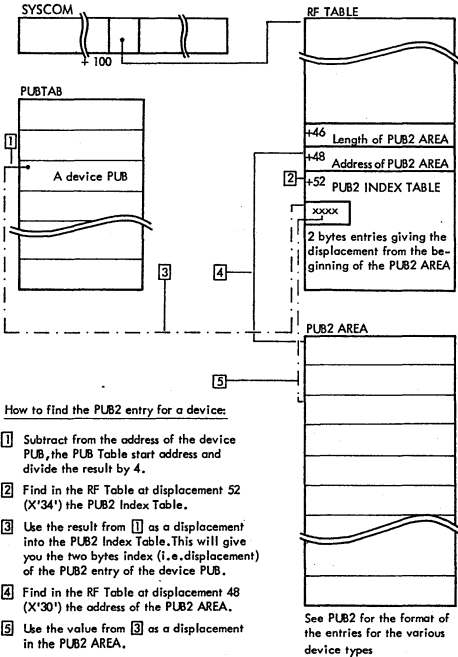 SYSCOM
RF TABLE
+ 100
PUBTAB
+46 Length of PUB2 AREA
1
+48 Address of PUB2 AREA
A device PUB
2
+52 PUB2 INDEX TABLE
xxxx
2 bytes entries giving the
displacement from the be-
ginning of the PUB2 AREA
3
4
PUB2 AREA
5
How to find the PUB2 entry for a device:
1 Subtract from the address of the device
PUB, the PUB Table start address and
divide the result by 4.
2 Find in the RF Table at displacement 52
(X'34') the PUB2 Index Table.
3 Use the result from 1 as a displacement
into the PUB2 Index Table. This will give
you the two bytes index (i.e. displacement)
of the PUB2 entry of the device PUB.
4 Find in the RF Table at displacement 48
(X'30') the address of the PUB2 AREA.
5 Use the value from 3 as a displacement
in the PUB2 AREA.
See PUB2 for the format of
the entries for the various
device types